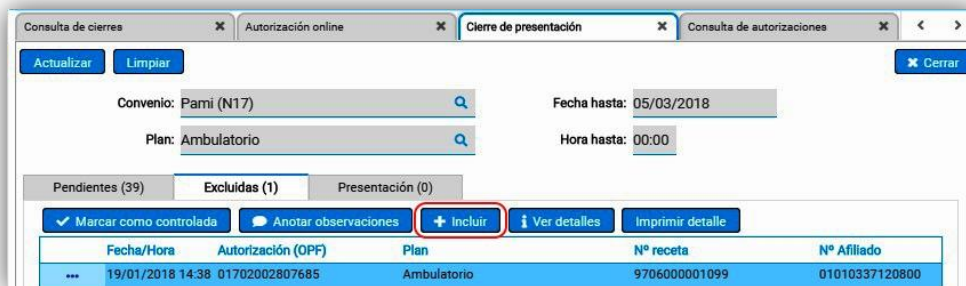 Consulta de cierres Autorización online Cierre de presentación Consulta de autorizaciones
Actualizar Limpiar Cerrar
Convenio: Pami (N17) Fecha hasta: 05/03/2018
Plan: Ambulatorio Hora hasta: 00:00
Pendientes (39) Excluidas (1) Presentación (0)
Marcar como controlada Anotar observaciones Incluir Ver detalles Imprimir detalle
Fecha/Hora Autorización (OPF) Plan Nº receta Nº Afiliado
19/01/2018 14:38 01702002807685 Ambulatorio 9706000001099 01010337120800